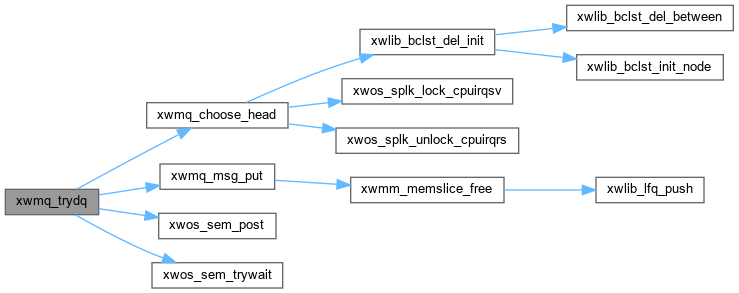 xwmq_trydq
xwmq_choose_head
xwlib_bclst_del_init
xwlib_bclst_del_between
xwlib_bclst_init_node
xwos_splk_lock_cpuirqsv
xwos_splk_unlock_cpuirqrs
xwmq_msg_put
xwmm_memslice_free
xwlib_lfq_push
xwos_sem_post
xwos_sem_trywait